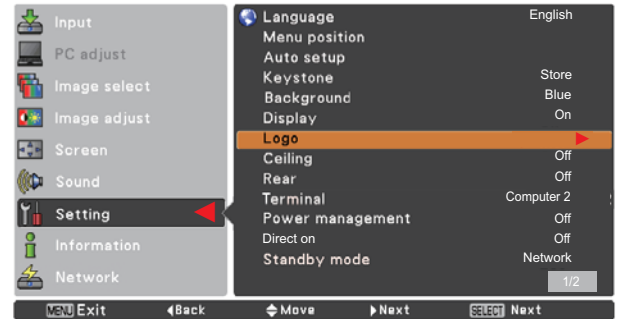 Input
PC adjust
Image select
Image adjust
Screen
Sound
Setting
Information
Network
Language English
Menu position
Auto setup
Keystone Store
Background Blue
Display On
Logo
Ceiling Off
Rear Off
Terminal Computer 2
Power management Off
Direct on Off
Standby mode Network
1/2
MENU Exit Back Move Next SELECT Next